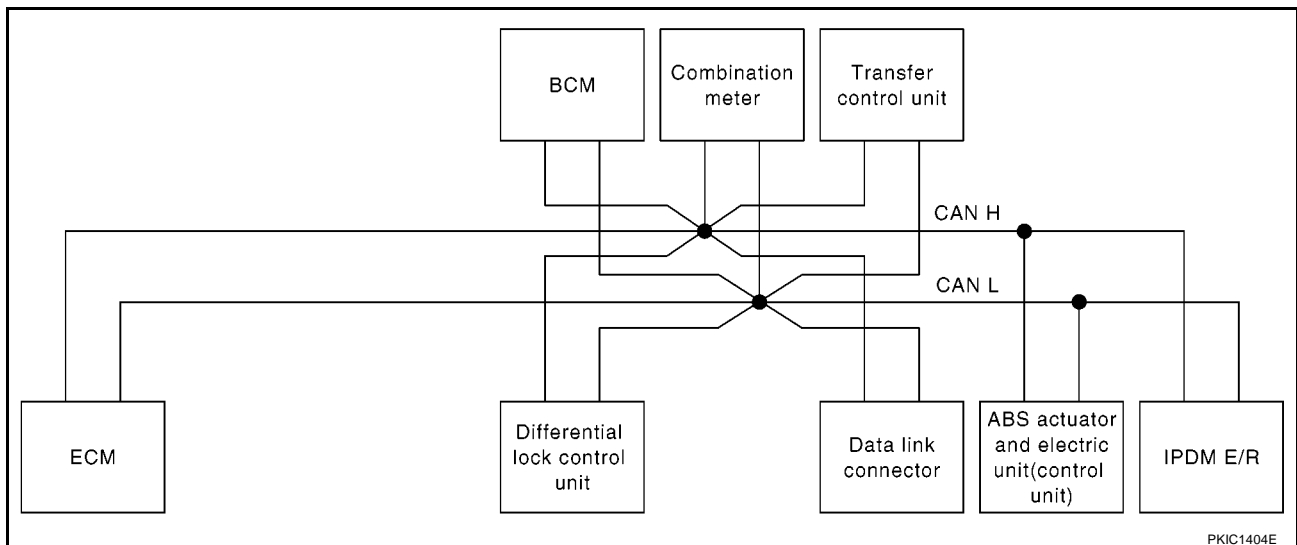 BCM
Combination
meter
Transfer
control unit
CAN H
CAN L
ECM
Differential
lock control
unit
Data link
connector
ABS actuator
and electric
unit(control
unit)
IPDM E/R
PKIC1404E